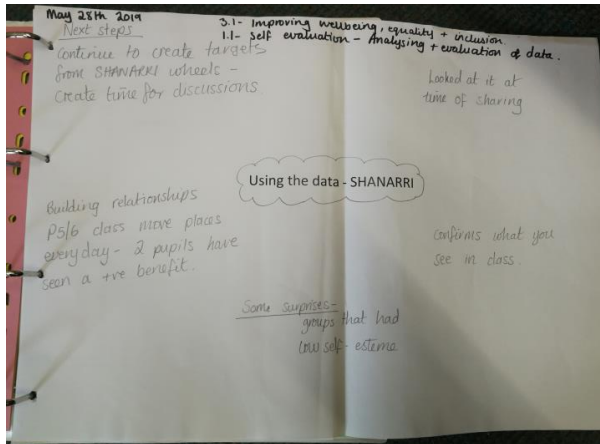 May 28th 2019
3.1- Improving wellbeing, equality + inclusion.
1.1- Self evaluation - Analysing + evaluation of data.
Next steps
Continue to create targets
from SHANARRI wheels -
Create time for discussions
Looked at it at
time of sharing
Using the data - SHANARRI
Building relationships
P5/6 class move places
everyday - 2 pupils have
seen a +ve benefit.
confirms what you
see in class.
Some surprises-
groups that had
low self-esteme